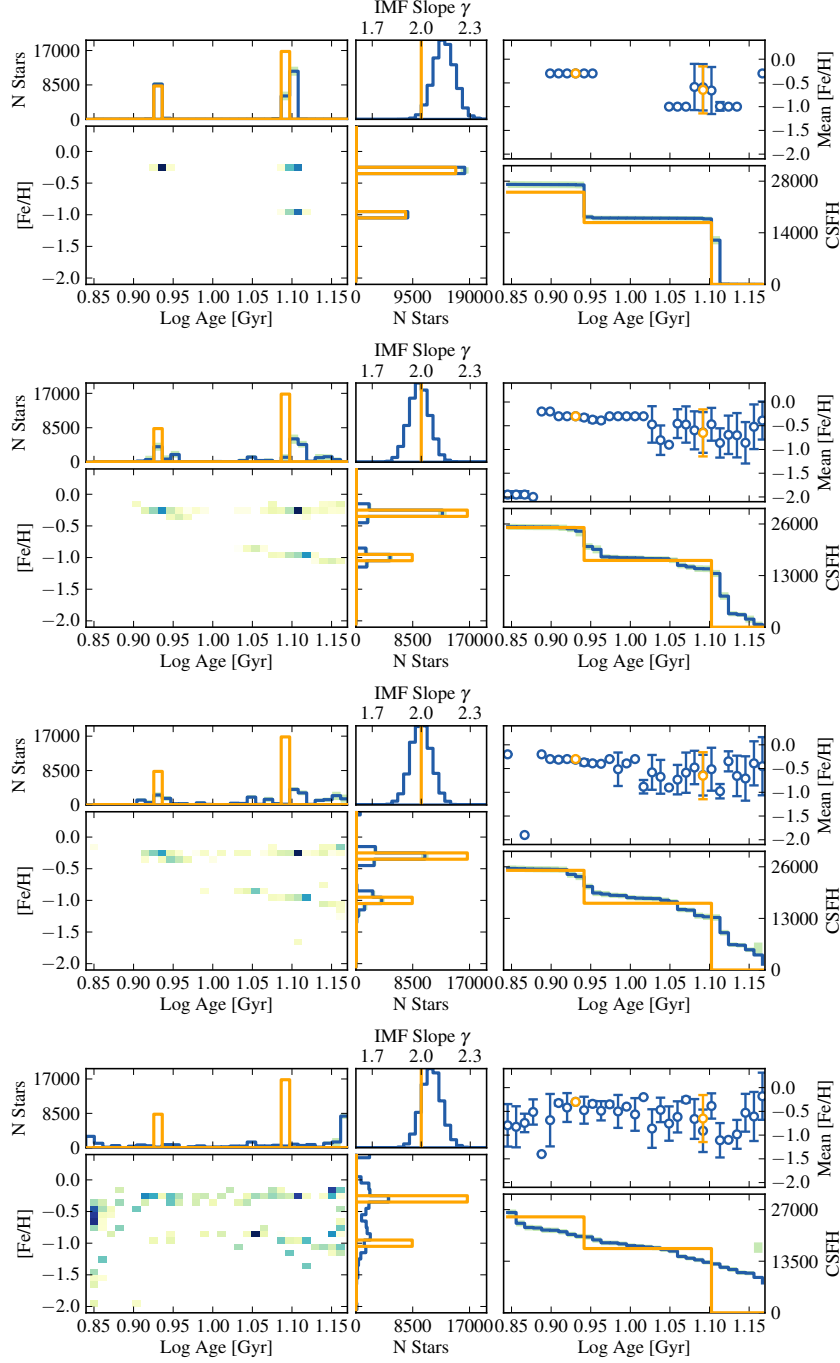 IMF Slope γ
1.7 2.0 2.3
17000
8500
0
N Stars
0.0
−0.5
−1.0
−1.5
−2.0
Mean [Fe/H]
0.0
−0.5
−1.0
−1.5
−2.0
[Fe/H]
28000
14000
0
CSFH
0.85 0.90 0.95 1.00 1.05 1.10 1.15
Log Age [Gyr]
0 9500 19000
N Stars
0.85 0.90 0.95 1.00 1.05 1.10 1.15
Log Age [Gyr]
IMF Slope γ
1.7 2.0 2.3
17000
8500
0
N Stars
0.0
−0.5
−1.0
−1.5
−2.0
Mean [Fe/H]
0.0
−0.5
−1.0
−1.5
−2.0
[Fe/H]
26000
13000
0
CSFH
0.85 0.90 0.95 1.00 1.05 1.10 1.15
Log Age [Gyr]
0 8500 17000
N Stars
0.85 0.90 0.95 1.00 1.05 1.10 1.15
Log Age [Gyr]
IMF Slope γ
1.7 2.0 2.3
17000
8500
0
N Stars
0.0
−0.5
−1.0
−1.5
−2.0
Mean [Fe/H]
0.0
−0.5
−1.0
−1.5
−2.0
[Fe/H]
26000
13000
0
CSFH
0.85 0.90 0.95 1.00 1.05 1.10 1.15
Log Age [Gyr]
0 8500 17000
N Stars
0.85 0.90 0.95 1.00 1.05 1.10 1.15
Log Age [Gyr]
IMF Slope γ
1.7 2.0 2.3
17000
8500
0
N Stars
0.0
−0.5
−1.0
−1.5
−2.0
Mean [Fe/H]
0.0
−0.5
−1.0
−1.5
−2.0
[Fe/H]
27000
13500
0
CSFH
0.85 0.90 0.95 1.00 1.05 1.10 1.15
Log Age [Gyr]
0 8500 17000
N Stars
0.85 0.90 0.95 1.00 1.05 1.10 1.15
Log Age [Gyr]